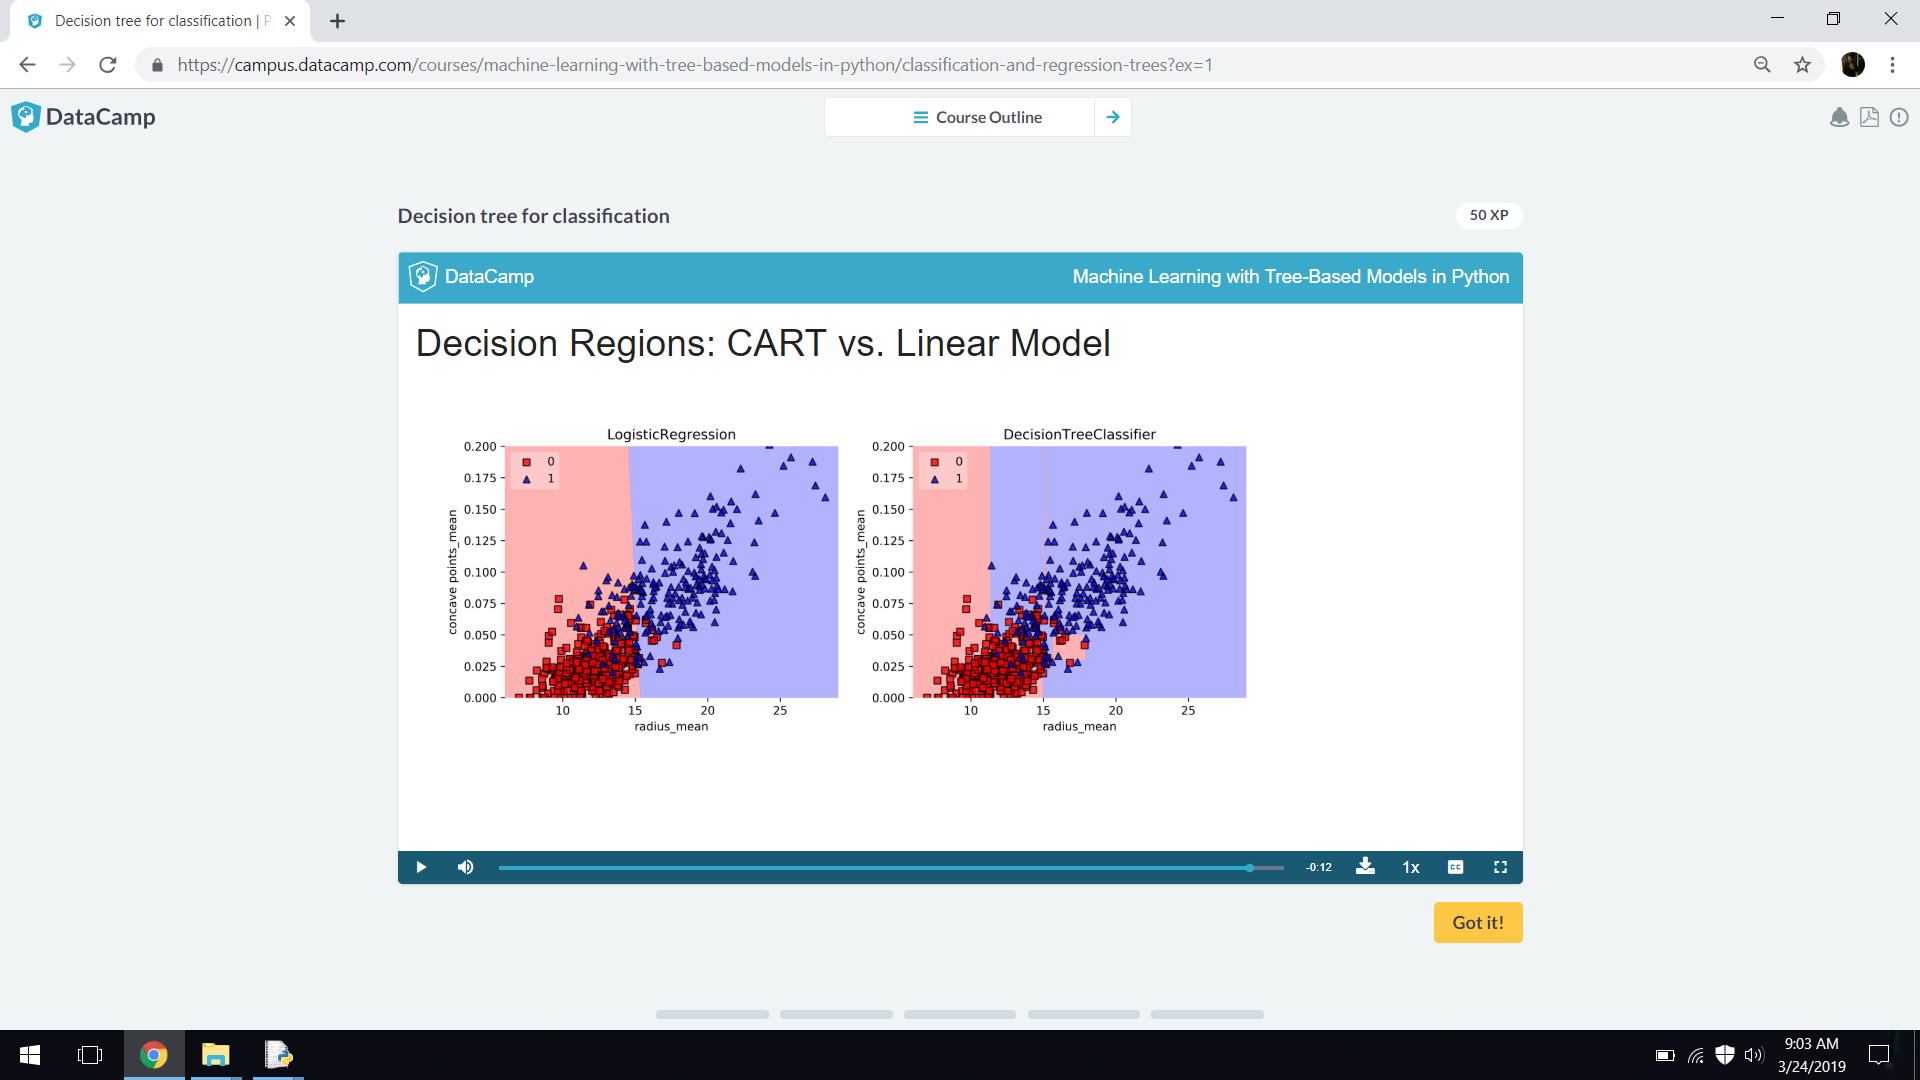 Decision tree for classification | P
https://campus.datacamp.com/courses/machine-learning-with-tree-based-models-in-python/classification-and-regression-trees?ex=1
DataCamp
Course Outline
Decision tree for classification
50 XP
DataCamp
Machine Learning with Tree-Based Models in Python
Decision Regions: CART vs. Linear Model
LogisticRegression
0.200
0.175
0.150
0.125
0.100
0.075
0.050
0.025
0.000
concave points_mean
0
1
10 15 20 25
radius_mean
DecisionTreeClassifier
0.200
0.175
0.150
0.125
0.100
0.075
0.050
0.025
0.000
concave points_mean
0
1
10 15 20 25
radius_mean
-0:12
1x
CC
Got it!
9:03 AM
3/24/2019